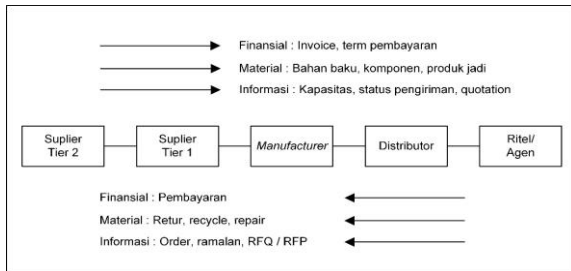 Finansial : Invoice, term pembayaran
Material : Bahan baku, komponen, produk jadi
Informasi : Kapasitas, status pengiriman, quotation
Suplier
Tier 2
Suplier
Tier 1
Manufacturer
Distributor
Ritel/
Agen
Finansial : Pembayaran
Material : Retur, recycle, repair
Informasi : Order, ramalan, RFQ / RFP